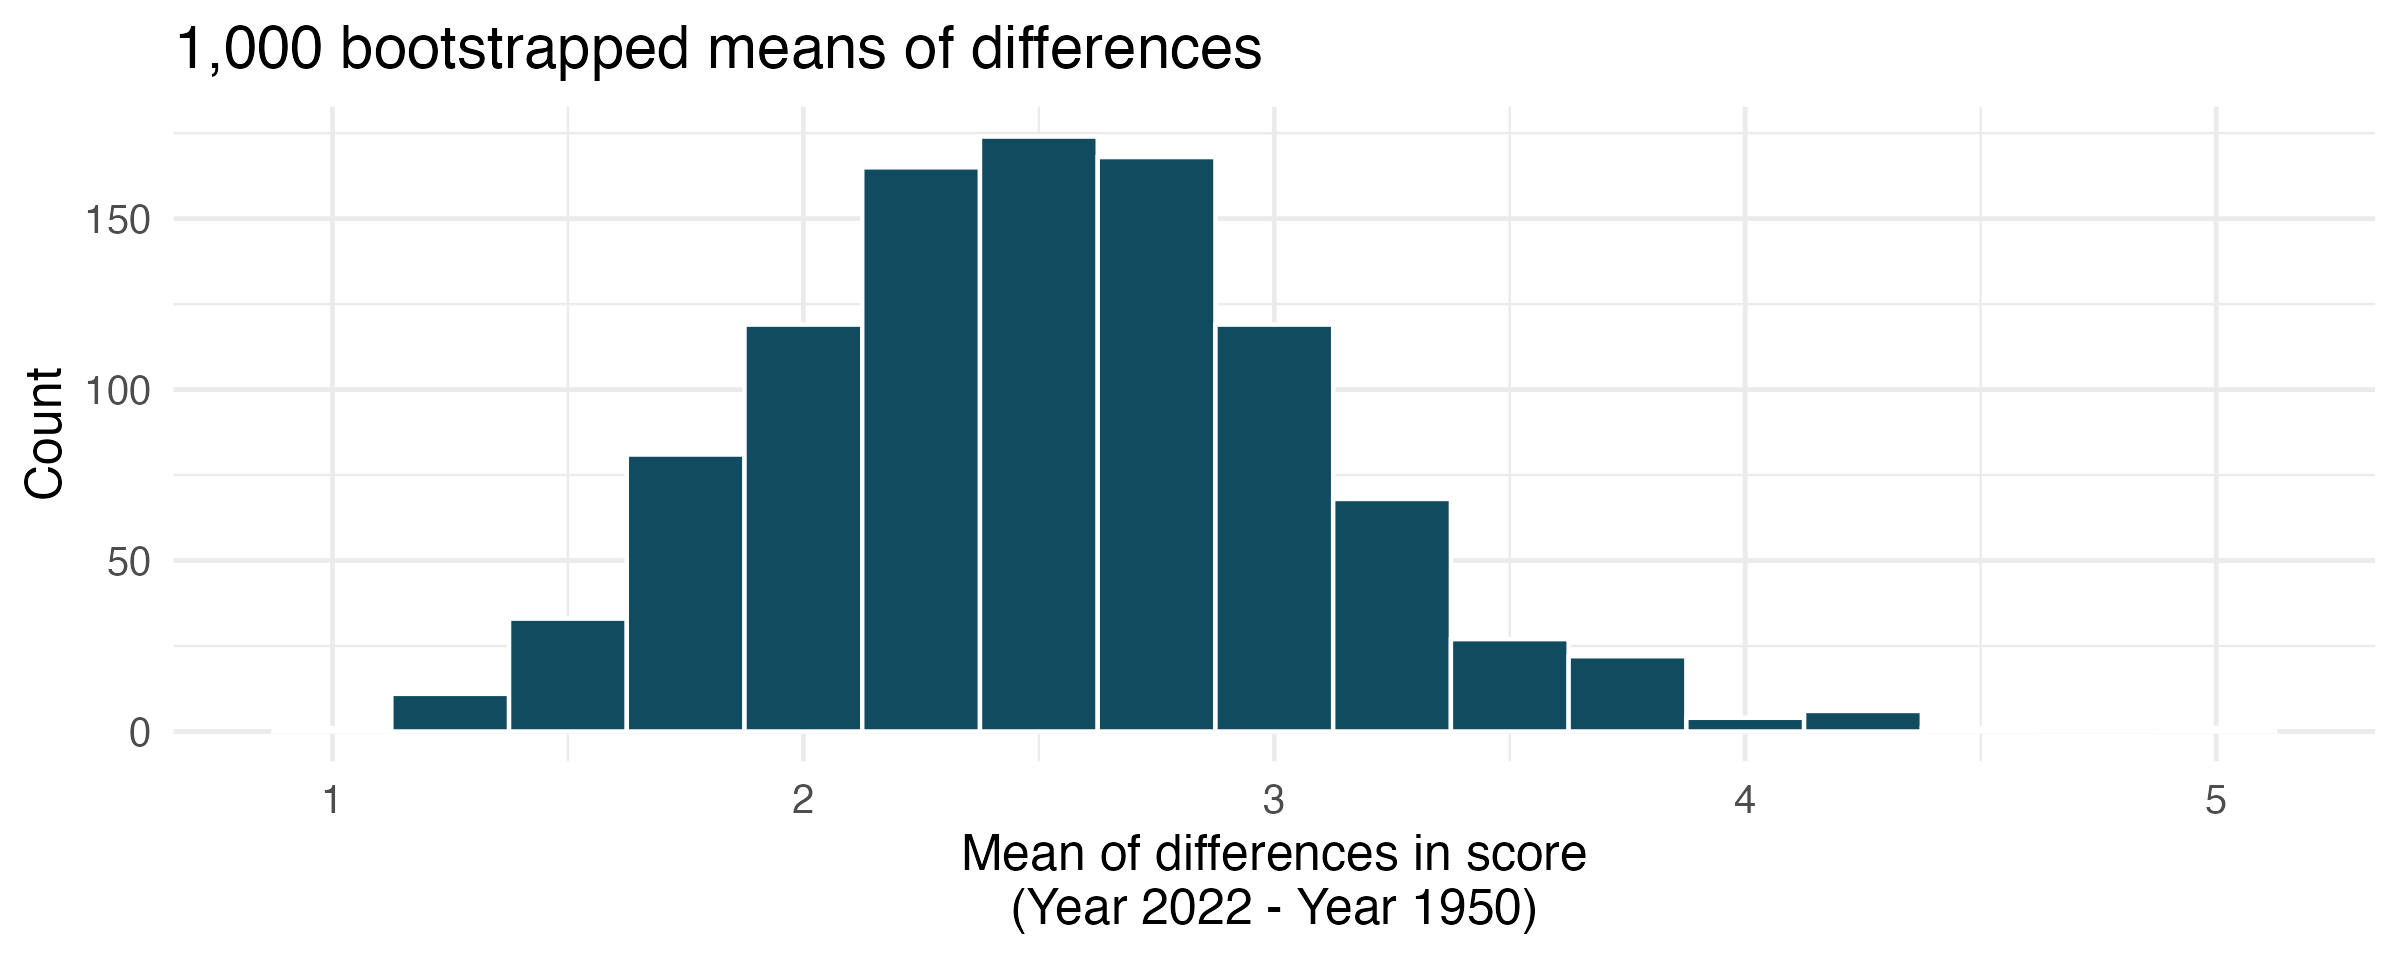 1,000 bootstrapped means of differences
Count
150
100
50
0
1 2 3 4 5
Mean of differences in score
(Year 2022 - Year 1950)